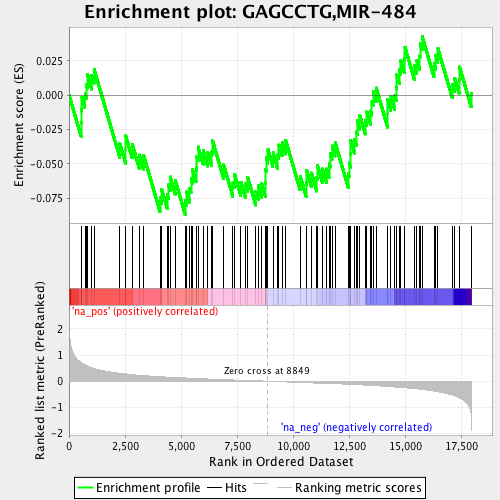 Enrichment plot: GAGCCTG,MIR-484
Enrichment score (ES)
0.025
0.000
-0.025
-0.050
-0.075
'na_pos' (positively correlated)
Ranked list metric (PreRanked)
2
1
0
-1
-2
Zero cross at 8849
'na_neg' (negatively correlated)
0
2,500
5,000
7,500
10,000
12,500
15,000
17,500
Rank in Ordered Dataset
Enrichment profile
Hits
Ranking metric scores